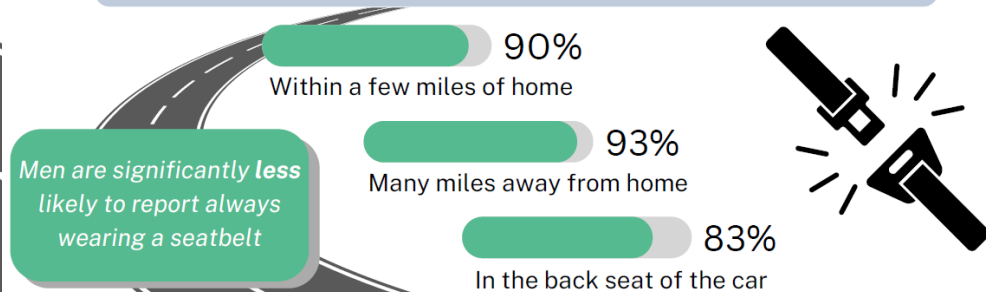 90%
Within a few miles of home
93%
Many miles away from home
Men are significantly less
likely to report always
wearing a seatbelt
83%
In the back seat of the car